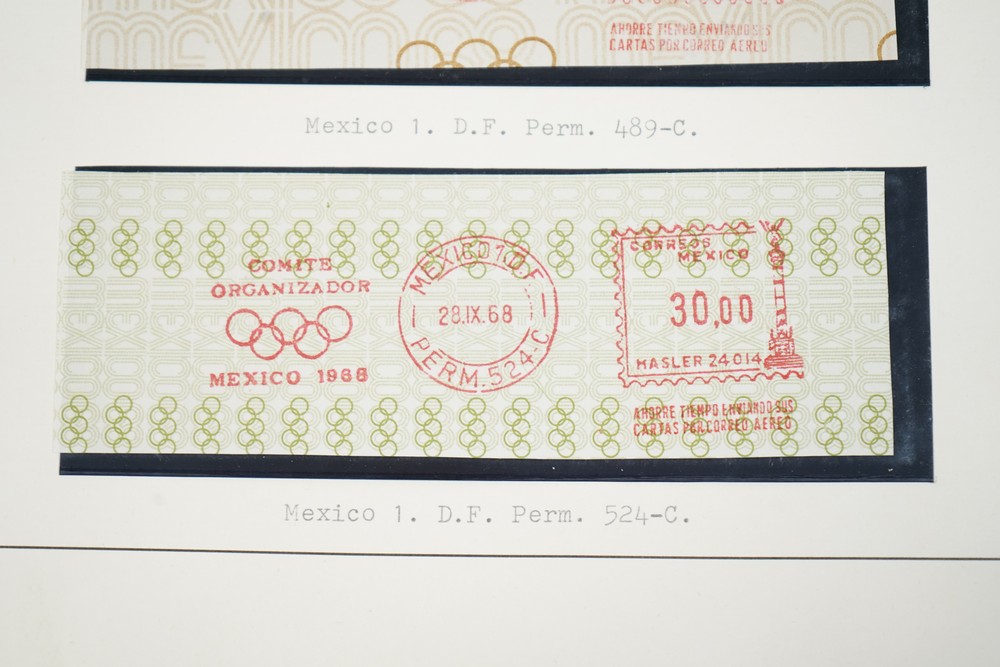 MEXICO
AHORRE TIEMPO ENVIANDO SUS
CARTAS POR CORREO AEREO
Mexico 1. D.F. Perm. 489-C.
COMITE
ORGANIZADOR
MEXICO 1968
MEXICO 1 D.F
28.IX.68
PERM. 524-C
CORREOS
MEXICO
30,00
HASLER 24014
AHORRE TIEMPO ENVIANDO SUS
CARTAS POR CORREO AEREO
Mexico 1. D.F. Perm. 524-C.